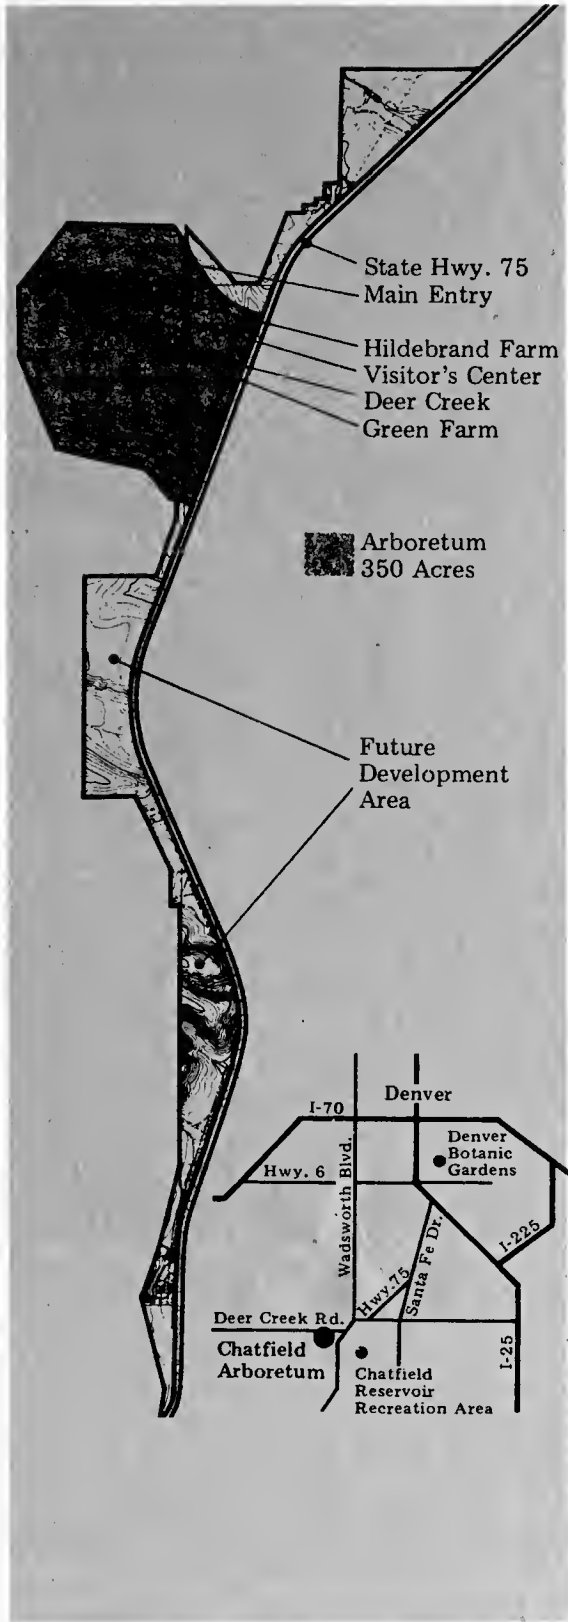 State Hwy. 75
Main Entry
Hildebrand Farm
Visitor's Center
Deer Creek
Green Farm
Arboretum
350 Acres
Future
Development
Area
Denver
I-70
Denver
Botanic
Gardens
Hwy. 6
Wadsworth Blvd.
I-225
Santa Fe Dr.
Hwy.75
Deer Creek Rd.
Chatfield
Arboretum
I-25
Chatfield
Reservoir
Recreation Area